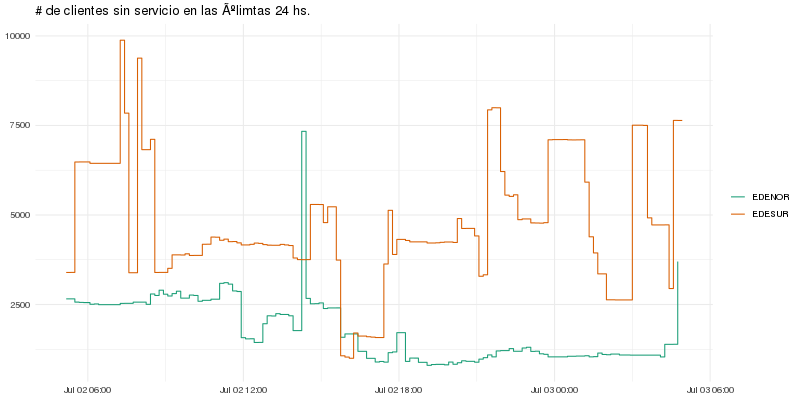 # de clientes sin servicio en las Ãºlimtas 24 hs.
10000
7500
5000
2500
Jul 02 06:00
Jul 02 12:00
Jul 02 18:00
Jul 03 00:00
Jul 03 06:00
EDENOR
EDESUR